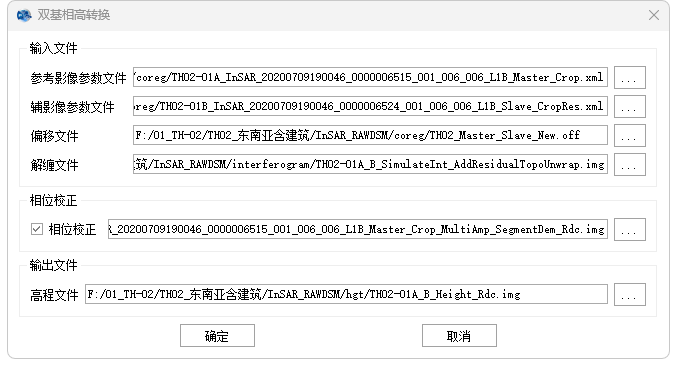 双基相高转换
输入文件
参考影像参数文件 /coreg/TH02-01A_InSAR_20200709190046_0000006515_001_006_006_L1B_Master_Crop.xml ...
辅影像参数文件 reg/TH02-01B_InSAR_20200709190046_0000006524_001_006_006_L1B_Slave_CropRes.xml ...
偏移文件 F:/01_TH-02/TH02_东南亚含建筑/InSAR_RAWDSM/coreg/TH02_Master_Slave_New.off ...
解缠文件 筑/InSAR_RAWDSM/interferogram/TH02-01A_B_SimulateInt_AddResidualTopoUnwrap.img ...
相位校正
相位校正 _20200709190046_0000006515_001_006_006_L1B_Master_Crop_MultiAmp_SegmentDem_Rdc.img ...
输出文件
高程文件 F:/01_TH-02/TH02_东南亚含建筑/InSAR_RAWDSM/hgt/TH02-01A_B_Height_Rdc.img ...
确定 取消